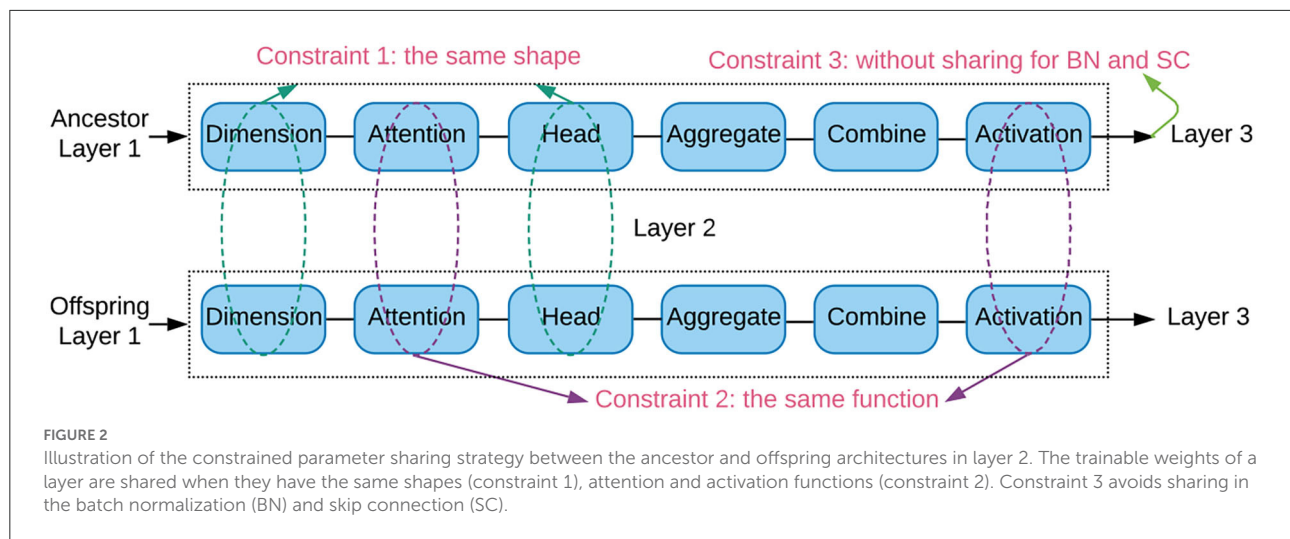 Constraint 1: the same shape
Constraint 3: without sharing for BN and SC
Ancestor
Layer 1
Dimension
Attention
Head
Aggregate
Combine
Activation
Layer 3
Layer 2
Offspring
Layer 1
Dimension
Attention
Head
Aggregate
Combine
Activation
Layer 3
Constraint 2: the same function
FIGURE 2
Illustration of the constrained parameter sharing strategy between the ancestor and offspring architectures in layer 2. The trainable weights of a
layer are shared when they have the same shapes (constraint 1), attention and activation functions (constraint 2). Constraint 3 avoids sharing in
the batch normalization (BN) and skip connection (SC).